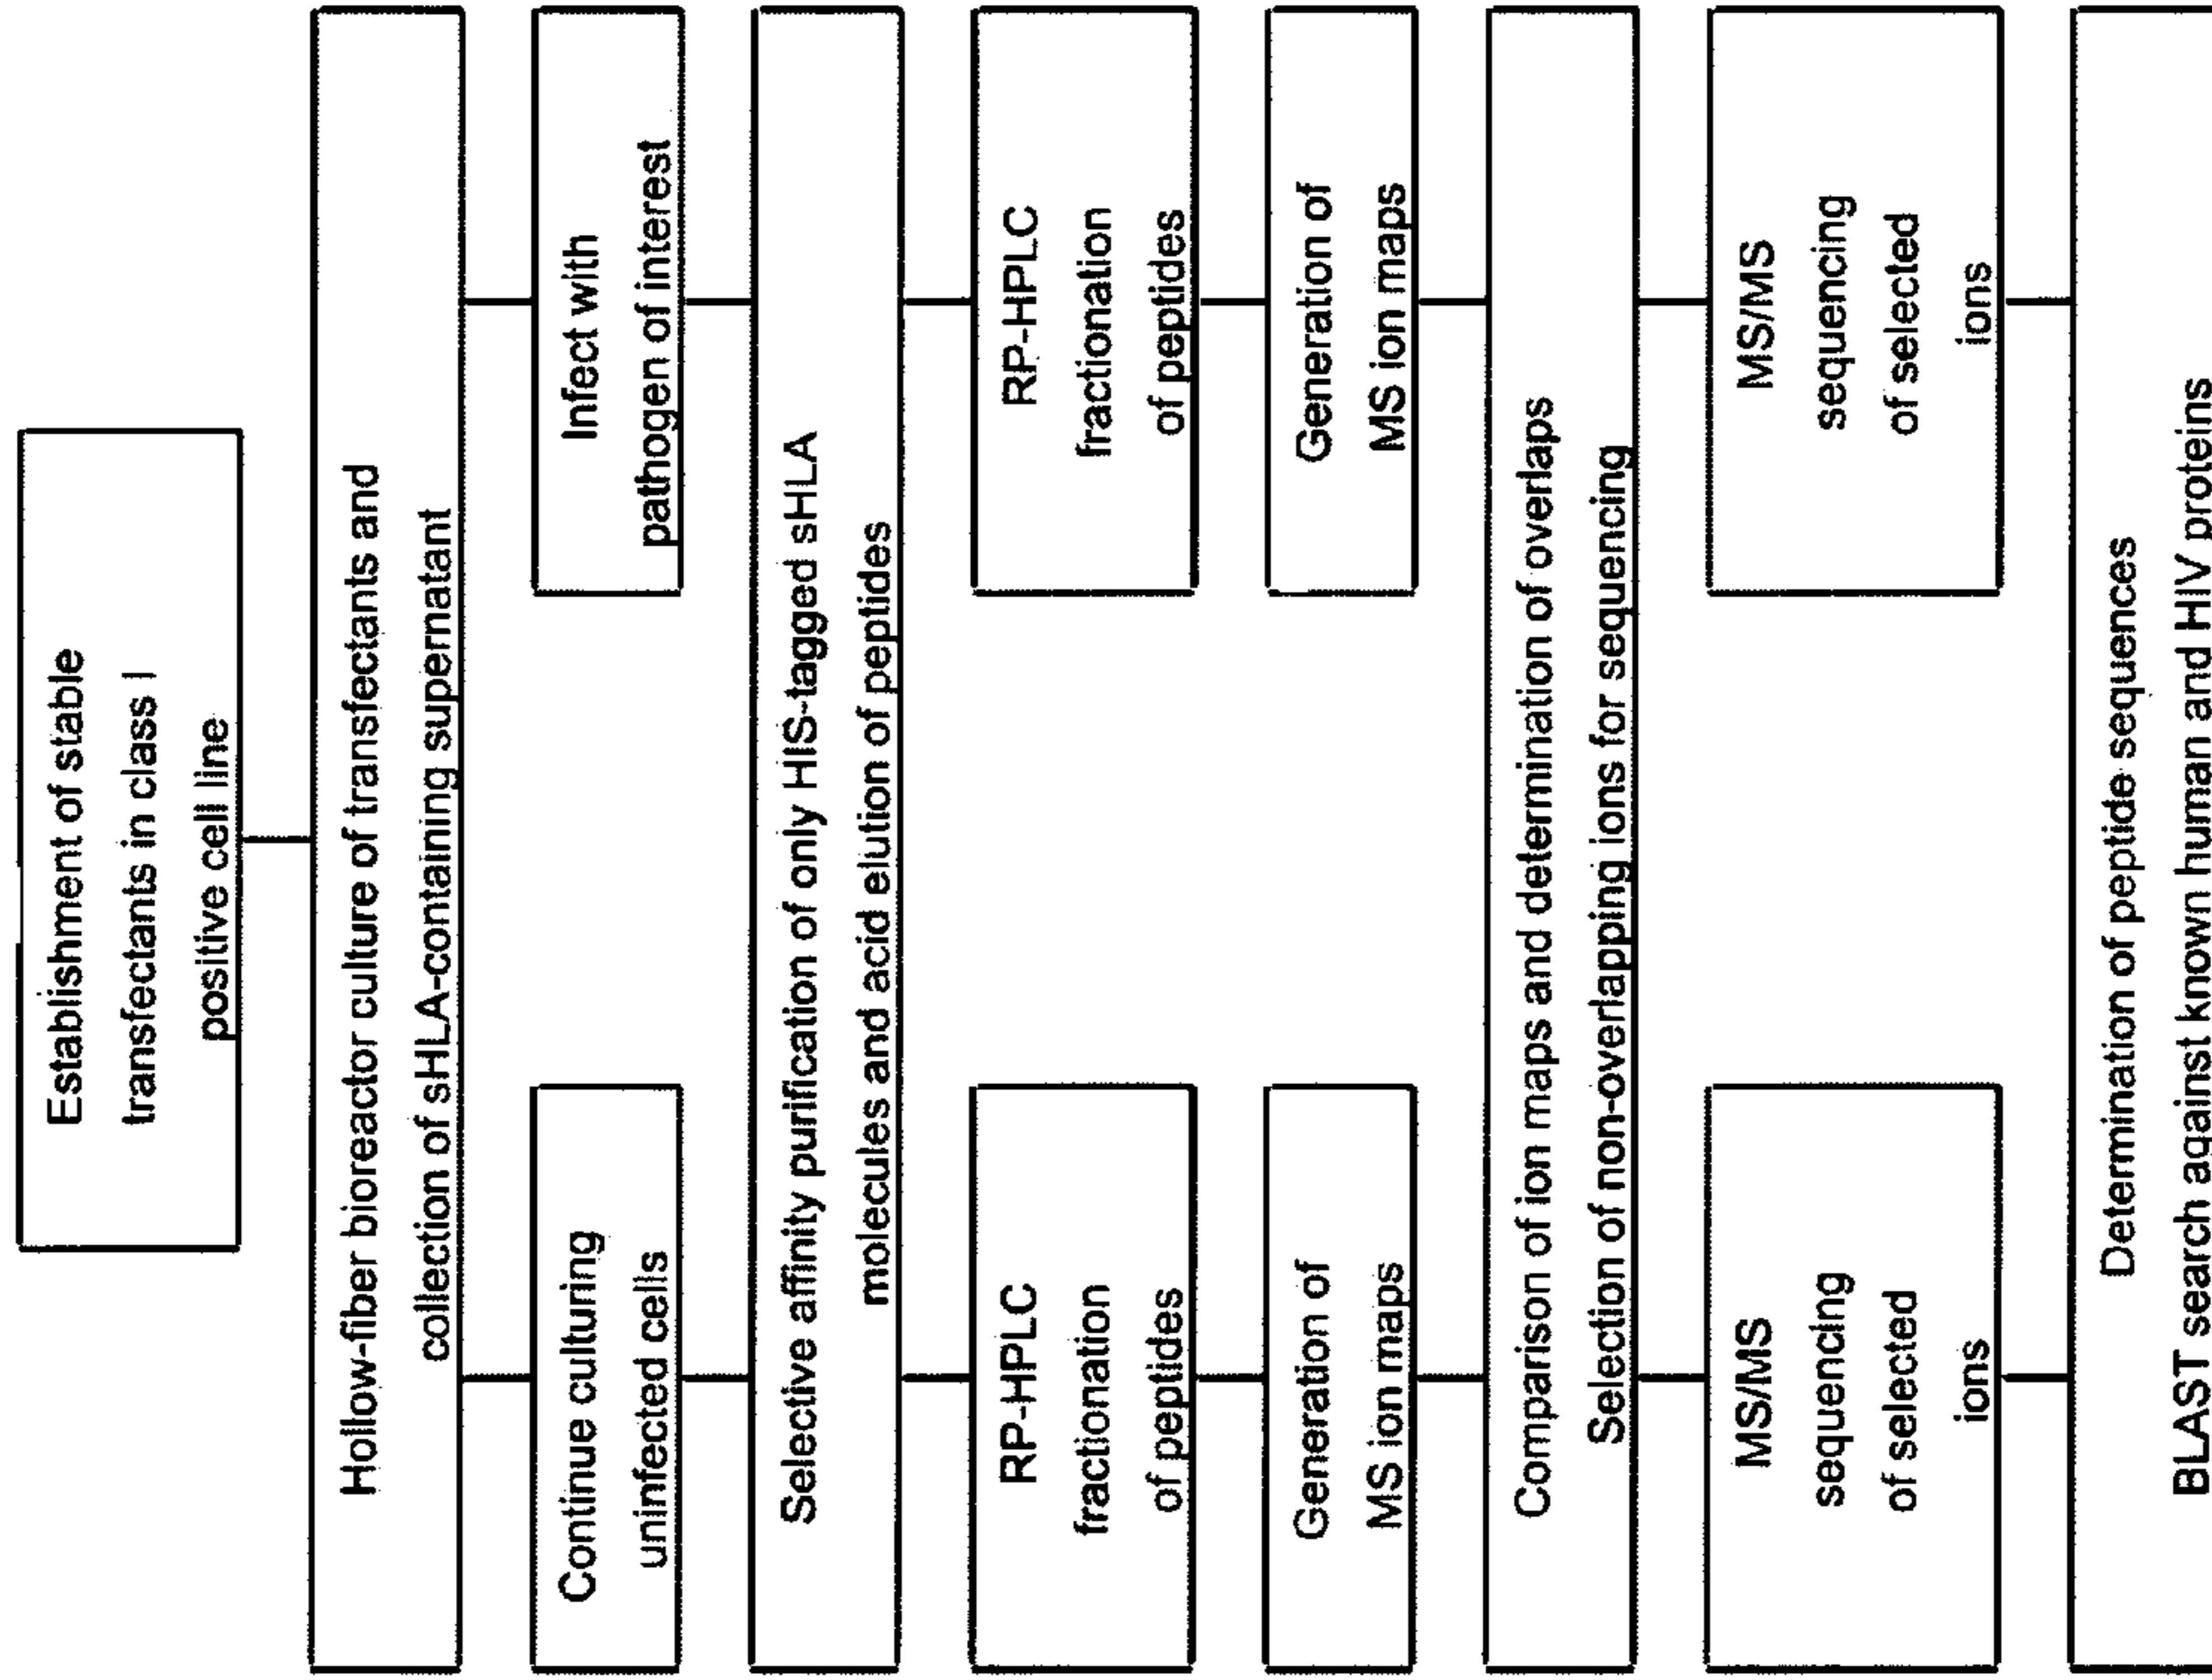 Establishment of stable
transfectants in class I
positive cell line
Hollow-fiber bioreactor culture of transfectants and
collection of sHLA-containing supernatant
Continue culturing
uninfected cells
Infect with
pathogen of interest
Selective affinity purification of only HIS-tagged sHLA
molecules and acid elution of peptides
RP-HPLC
fractionation
of peptides
RP-HPLC
fractionation
of peptides
Generation of
MS ion maps
Generation of
MS ion maps
Comparison of ion maps and determination of overlaps
Selection of non-overlapping ions for sequencing
MS/MS
sequencing
of selected
ions
MS/MS
sequencing
of selected
ions
Determination of peptide sequences
BLAST search against known human and HIV proteins